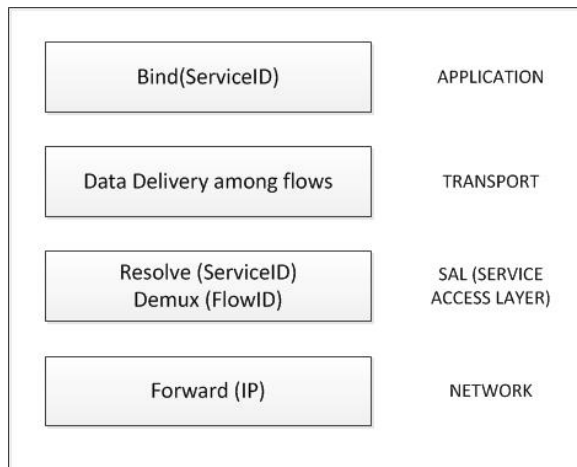 Bind(ServiceID)
APPLICATION
Data Delivery among flows
TRANSPORT
Resolve (ServiceID)
Demux (FlowID)
SAL (SERVICE
ACCESS LAYER)
Forward (IP)
NETWORK